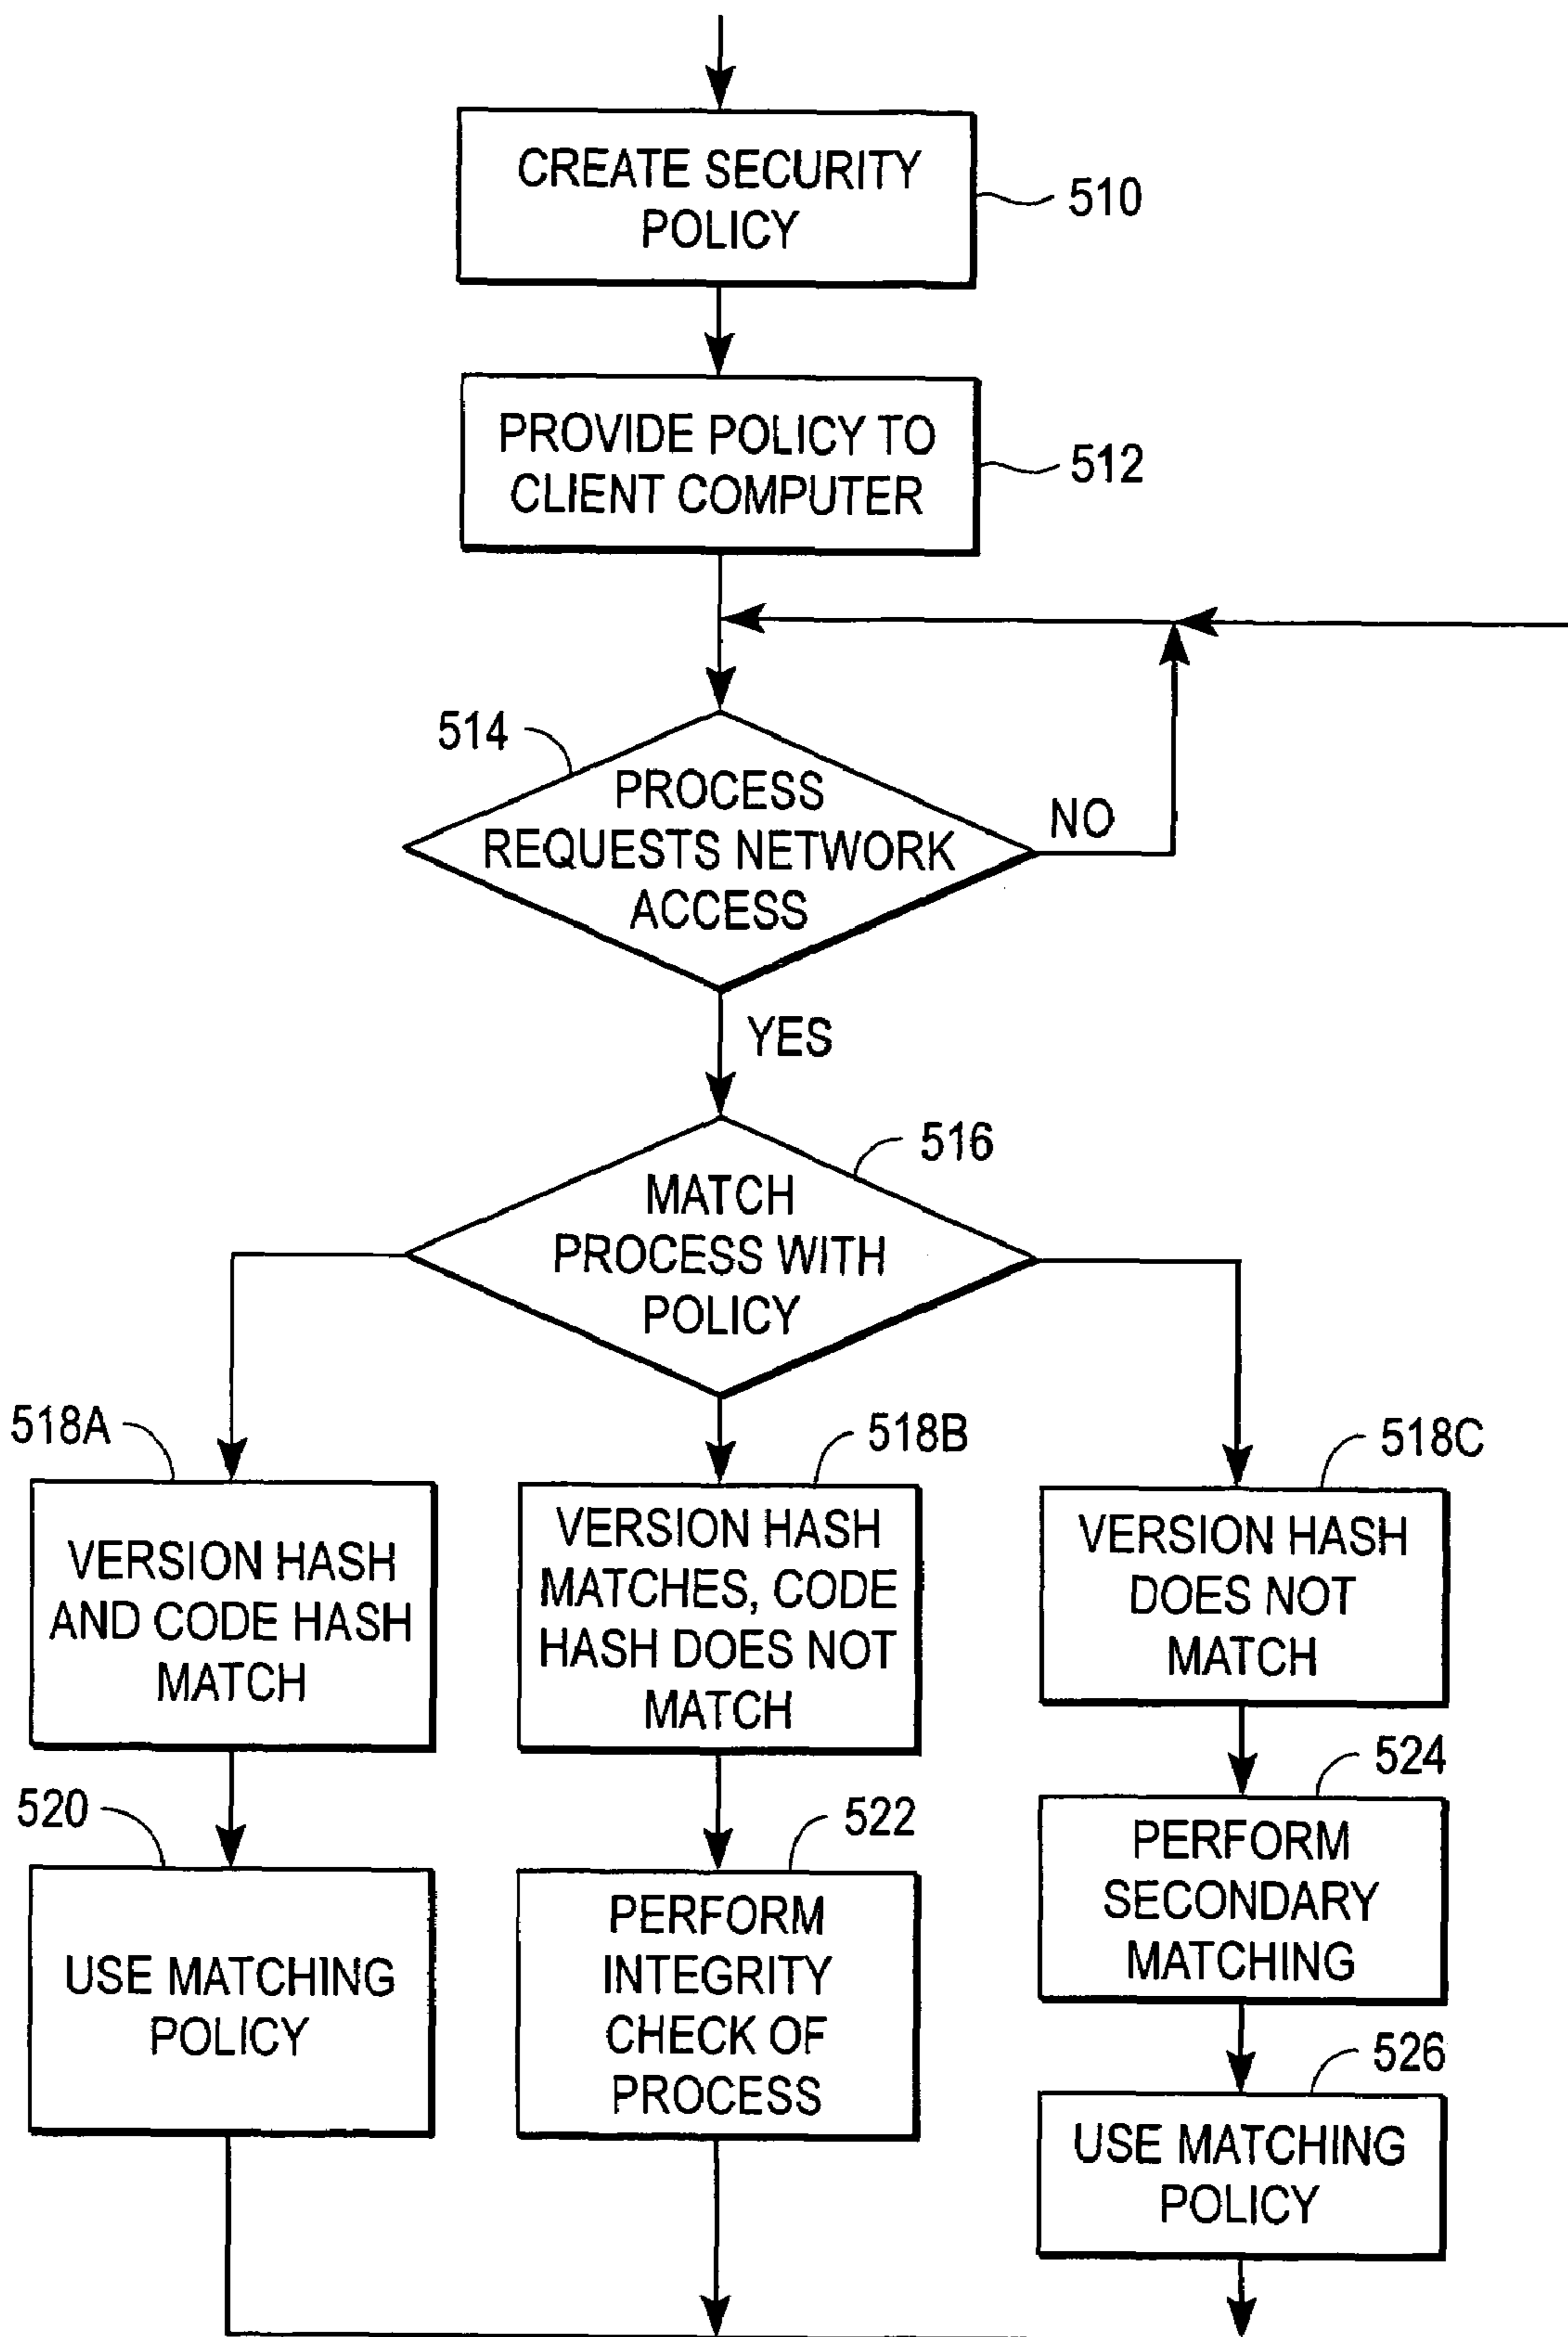 CREATE SECURITY
POLICY
510
PROVIDE POLICY TO
CLIENT COMPUTER
512
514
PROCESS
REQUESTS NETWORK
ACCESS
NO
YES
516
MATCH
PROCESS WITH
POLICY
518A
VERSION HASH
AND CODE HASH
MATCH
518B
VERSION HASH
MATCHES, CODE
HASH DOES NOT
MATCH
518C
VERSION HASH
DOES NOT
MATCH
520
USE MATCHING
POLICY
522
PERFORM
INTEGRITY
CHECK OF
PROCESS
524
PERFORM
SECONDARY
MATCHING
526
USE MATCHING
POLICY